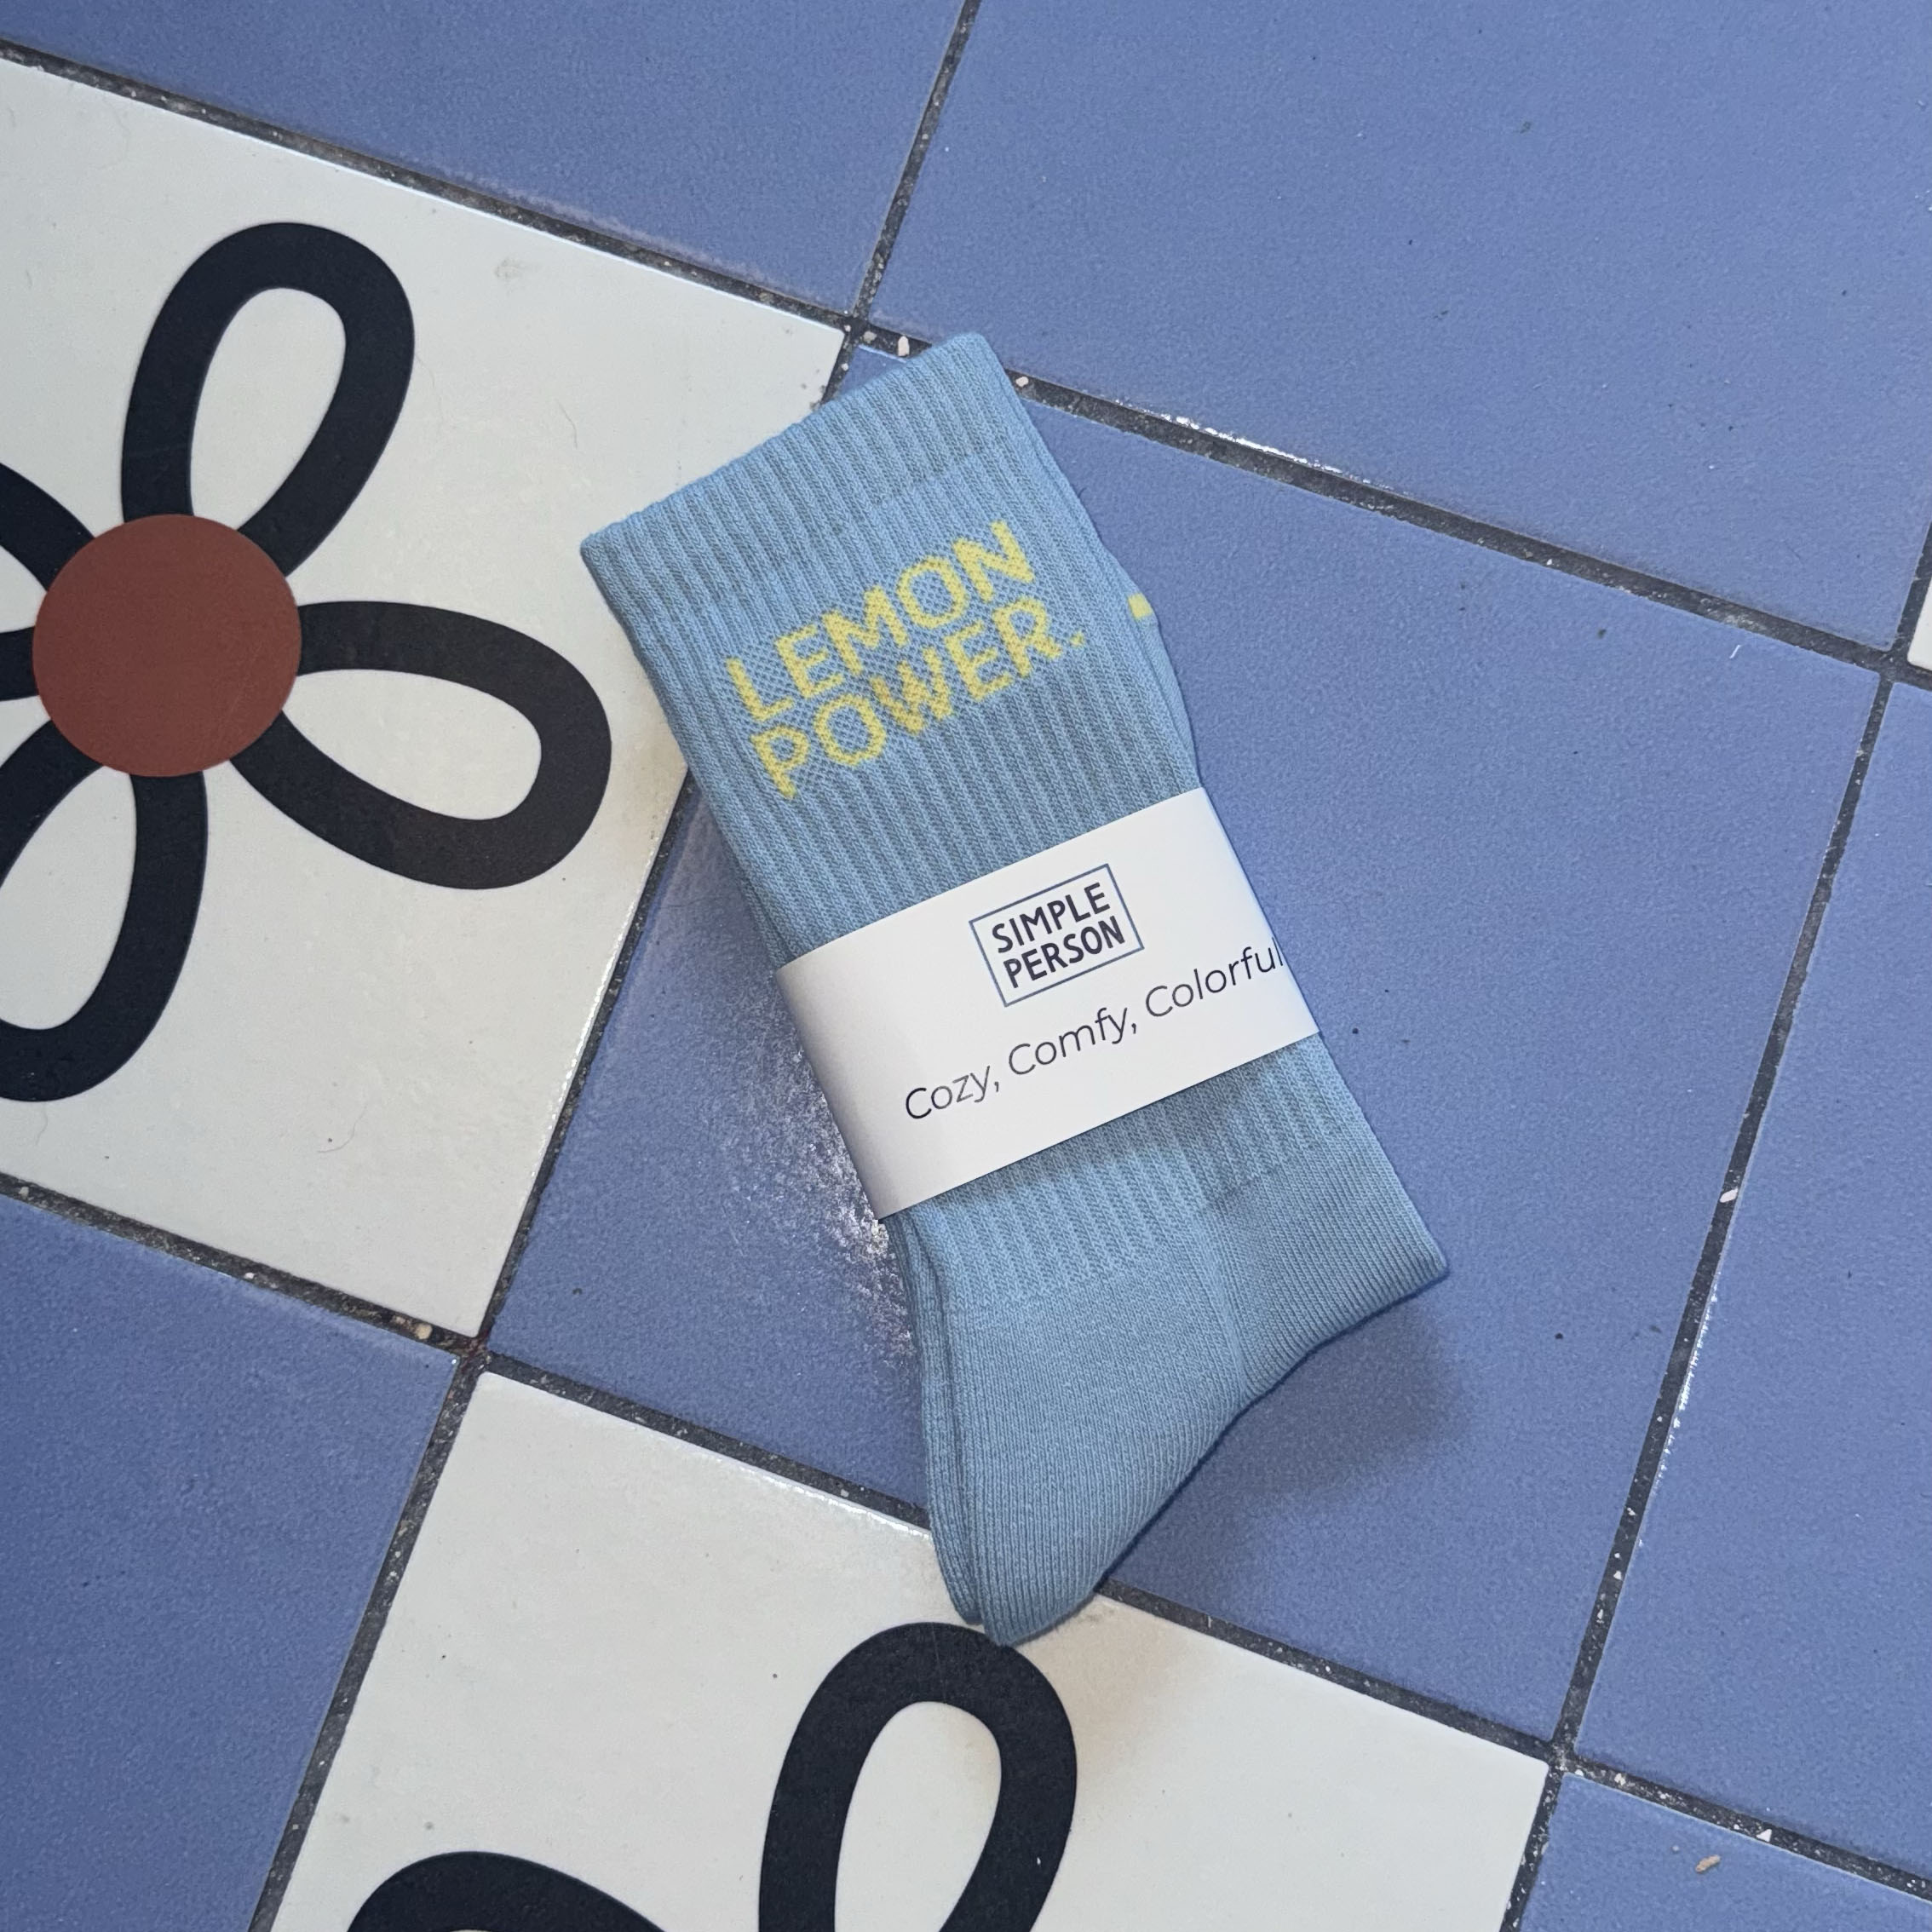 LEMON
POWER.
SIMPLE
PERSON
Cozy, Comfy, Colorful